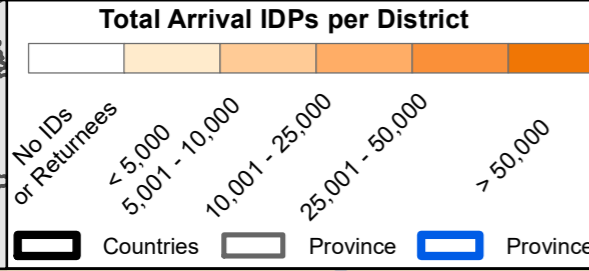 Total Arrival IDPs per District
No IDs
or Returnees
< 5,000
5,001 - 10,000
10,001 - 25,000
25,001 - 50,000
> 50,000
Countries
Province
Province